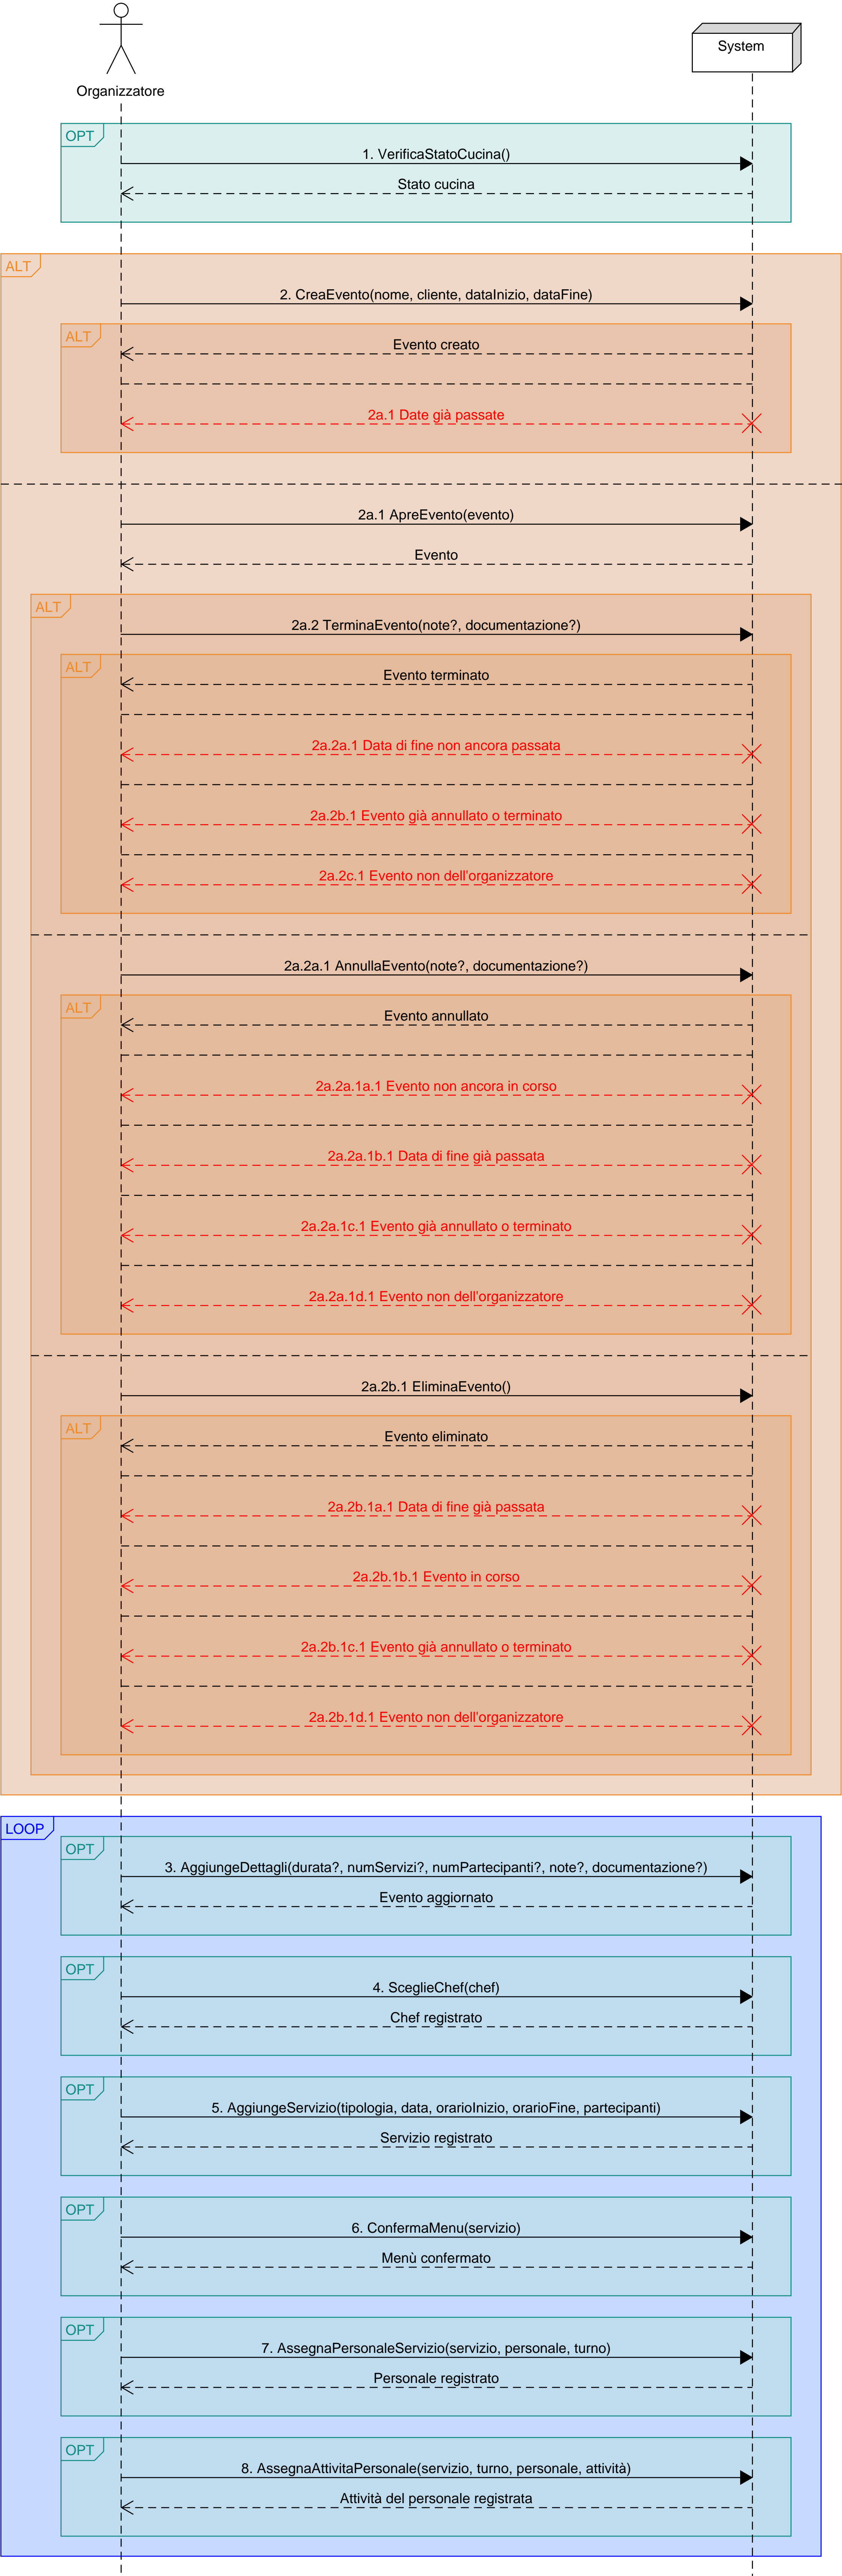 Organizzatore
System
OPT
1. VerificaStatoCucina()
Stato cucina
ALT
2. CreaEvento(nome, cliente, dataInizio, dataFine)
ALT
Evento creato
2a.1 Date già passate
2a.1 ApreEvento(evento)
Evento
ALT
2a.2 TerminaEvento(note?, documentazione?)
ALT
Evento terminato
2a.2a.1 Data di fine non ancora passata
2a.2b.1 Evento già annullato o terminato
2a.2c.1 Evento non dell'organizzatore
2a.2a.1 AnnullaEvento(note?, documentazione?)
ALT
Evento annullato
2a.2a.1a.1 Evento non ancora in corso
2a.2a.1b.1 Data di fine già passata
2a.2a.1c.1 Evento già annullato o terminato
2a.2a.1d.1 Evento non dell'organizzatore
2a.2b.1 EliminaEvento()
ALT
Evento eliminato
2a.2b.1a.1 Data di fine già passata
2a.2b.1b.1 Evento in corso
2a.2b.1c.1 Evento già annullato o terminato
2a.2b.1d.1 Evento non dell'organizzatore
LOOP
OPT
3. AggiungeDettagli(durata?, numServizi?, numPartecipanti?, note?, documentazione?)
Evento aggiornato
OPT
4. SceglieChef(chef)
Chef registrato
OPT
5. AggiungeServizio(tipologia, data, orarioInizio, orarioFine, partecipanti)
Servizio registrato
OPT
6. ConfermaMenu(servizio)
Menù confermato
OPT
7. AssegnaPersonaleServizio(servizio, personale, turno)
Personale registrato
OPT
8. AssegnaAttivitaPersonale(servizio, turno, personale, attività)
Attività del personale registrata